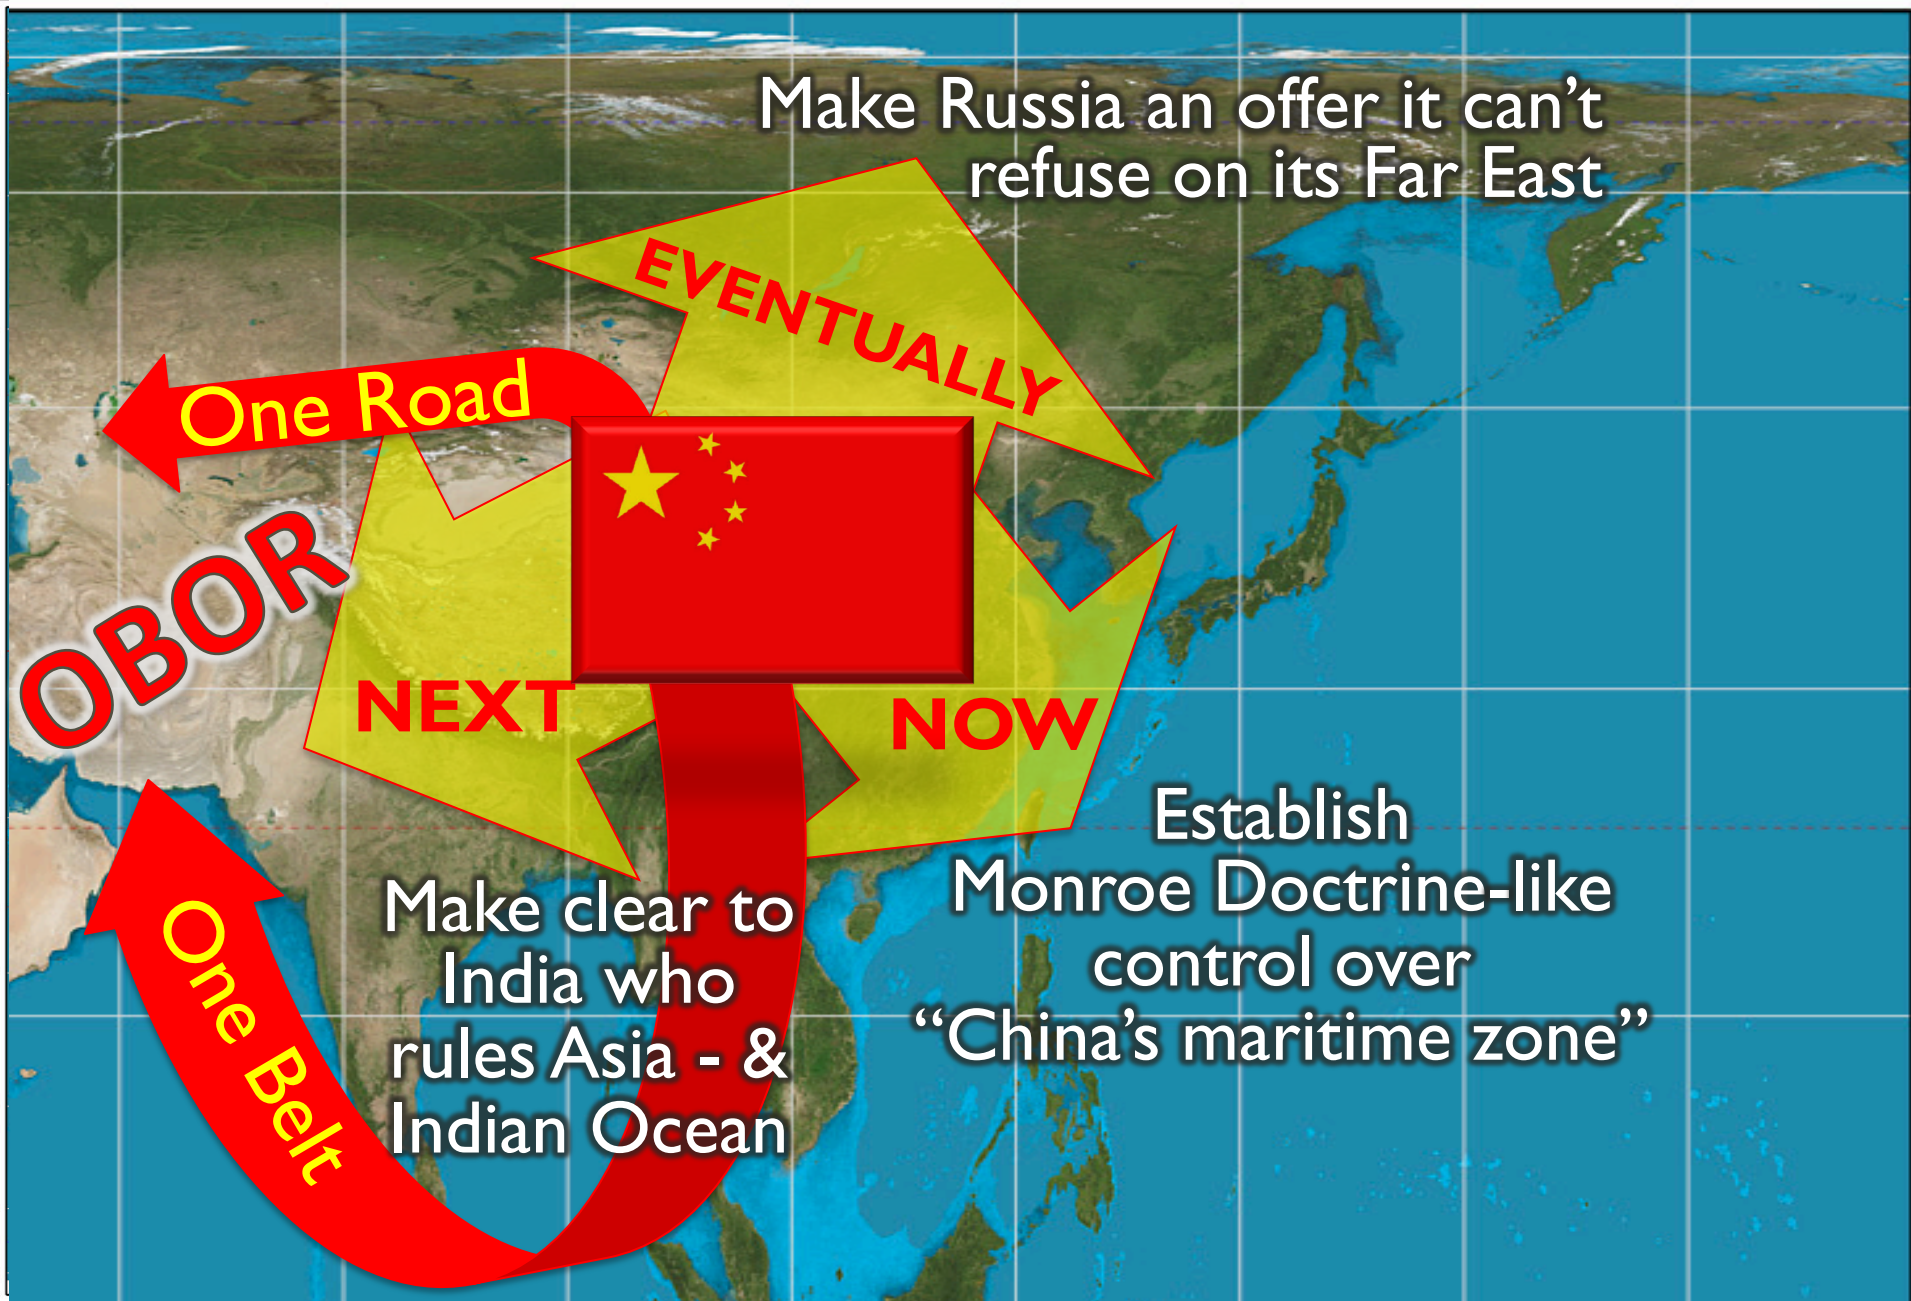 Make Russia an offer it can’t
refuse on its Far East
EVENTUALLY
One Road
OBOR
NEXT
NOW
Establish
Monroe Doctrine-like
control over
“China’s maritime zone”
Make clear to
India who
rules Asia - &
Indian Ocean
One Belt